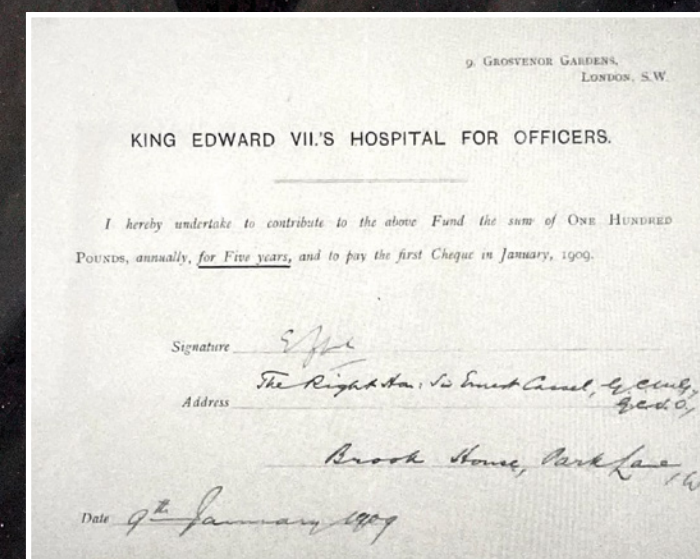 9. GROSVENOR GARDENS,
LONDON, S.W.
KING EDWARD VII.'S HOSPITAL FOR OFFICERS.
I hereby undertake to contribute to the above Fund the sum of ONE HUNDRED
POUNDS, annually, for Five years, and to pay the first Cheque in January, 1909.
Signature
The Right Hon: Sir Ernest Cassel, G.C.M.G.,
Address
G.C.V.O,
Brook House, Park Lane, W
Date 9th January 1909